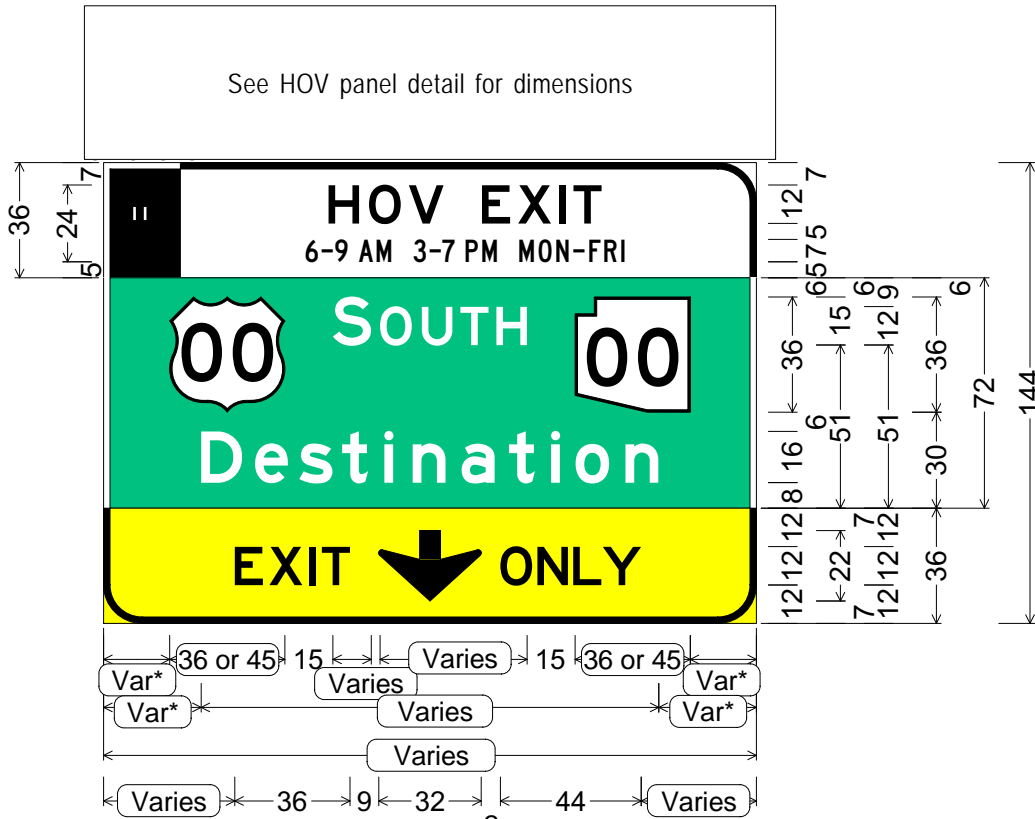 See HOV panel detail for dimensions
HOV EXIT
6-9 AM 3-7 PM MON-FRI
SOUTH
00
00
Destination
EXIT ONLY
7
24
5
36
7
12
5
7
5
6
36
6
16
8
12
12
12
6
15
51
22
7
7
9
12
51
12
12
12
6
36
30
36
72
144
36 or 45
15
Varies
15
36 or 45
Var*
Varies
Var*
Var*
Varies
Var*
Varies
Varies
36
9
32
44
Varies